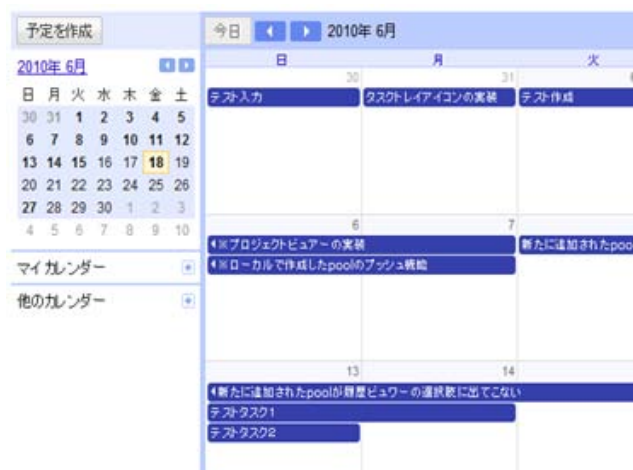 予定を作成
2010年 6月
日 月 火 水 木 金 土
30 31 1 2 3 4 5
6 7 8 9 10 11 12
13 14 15 16 17 18 19
20 21 22 23 24 25 26
27 28 29 30 1 2 3
4 5 6 7 8 9 10
マイ カレンダー
他のカレンダー
今日 2010年 6月
日 月 火
30 31 6
テスト入力 タスクトレイアイコンの実装 テスト作成
6 7
※プロジェクトビュアーの実装 新たに追加されたpoo
※ローカルで作成したpoolのプッシュ機能
13 14
新たに追加されたpoolが履歴ビュワーの選択肢に出てこない
テストタスク1
テストタスク2